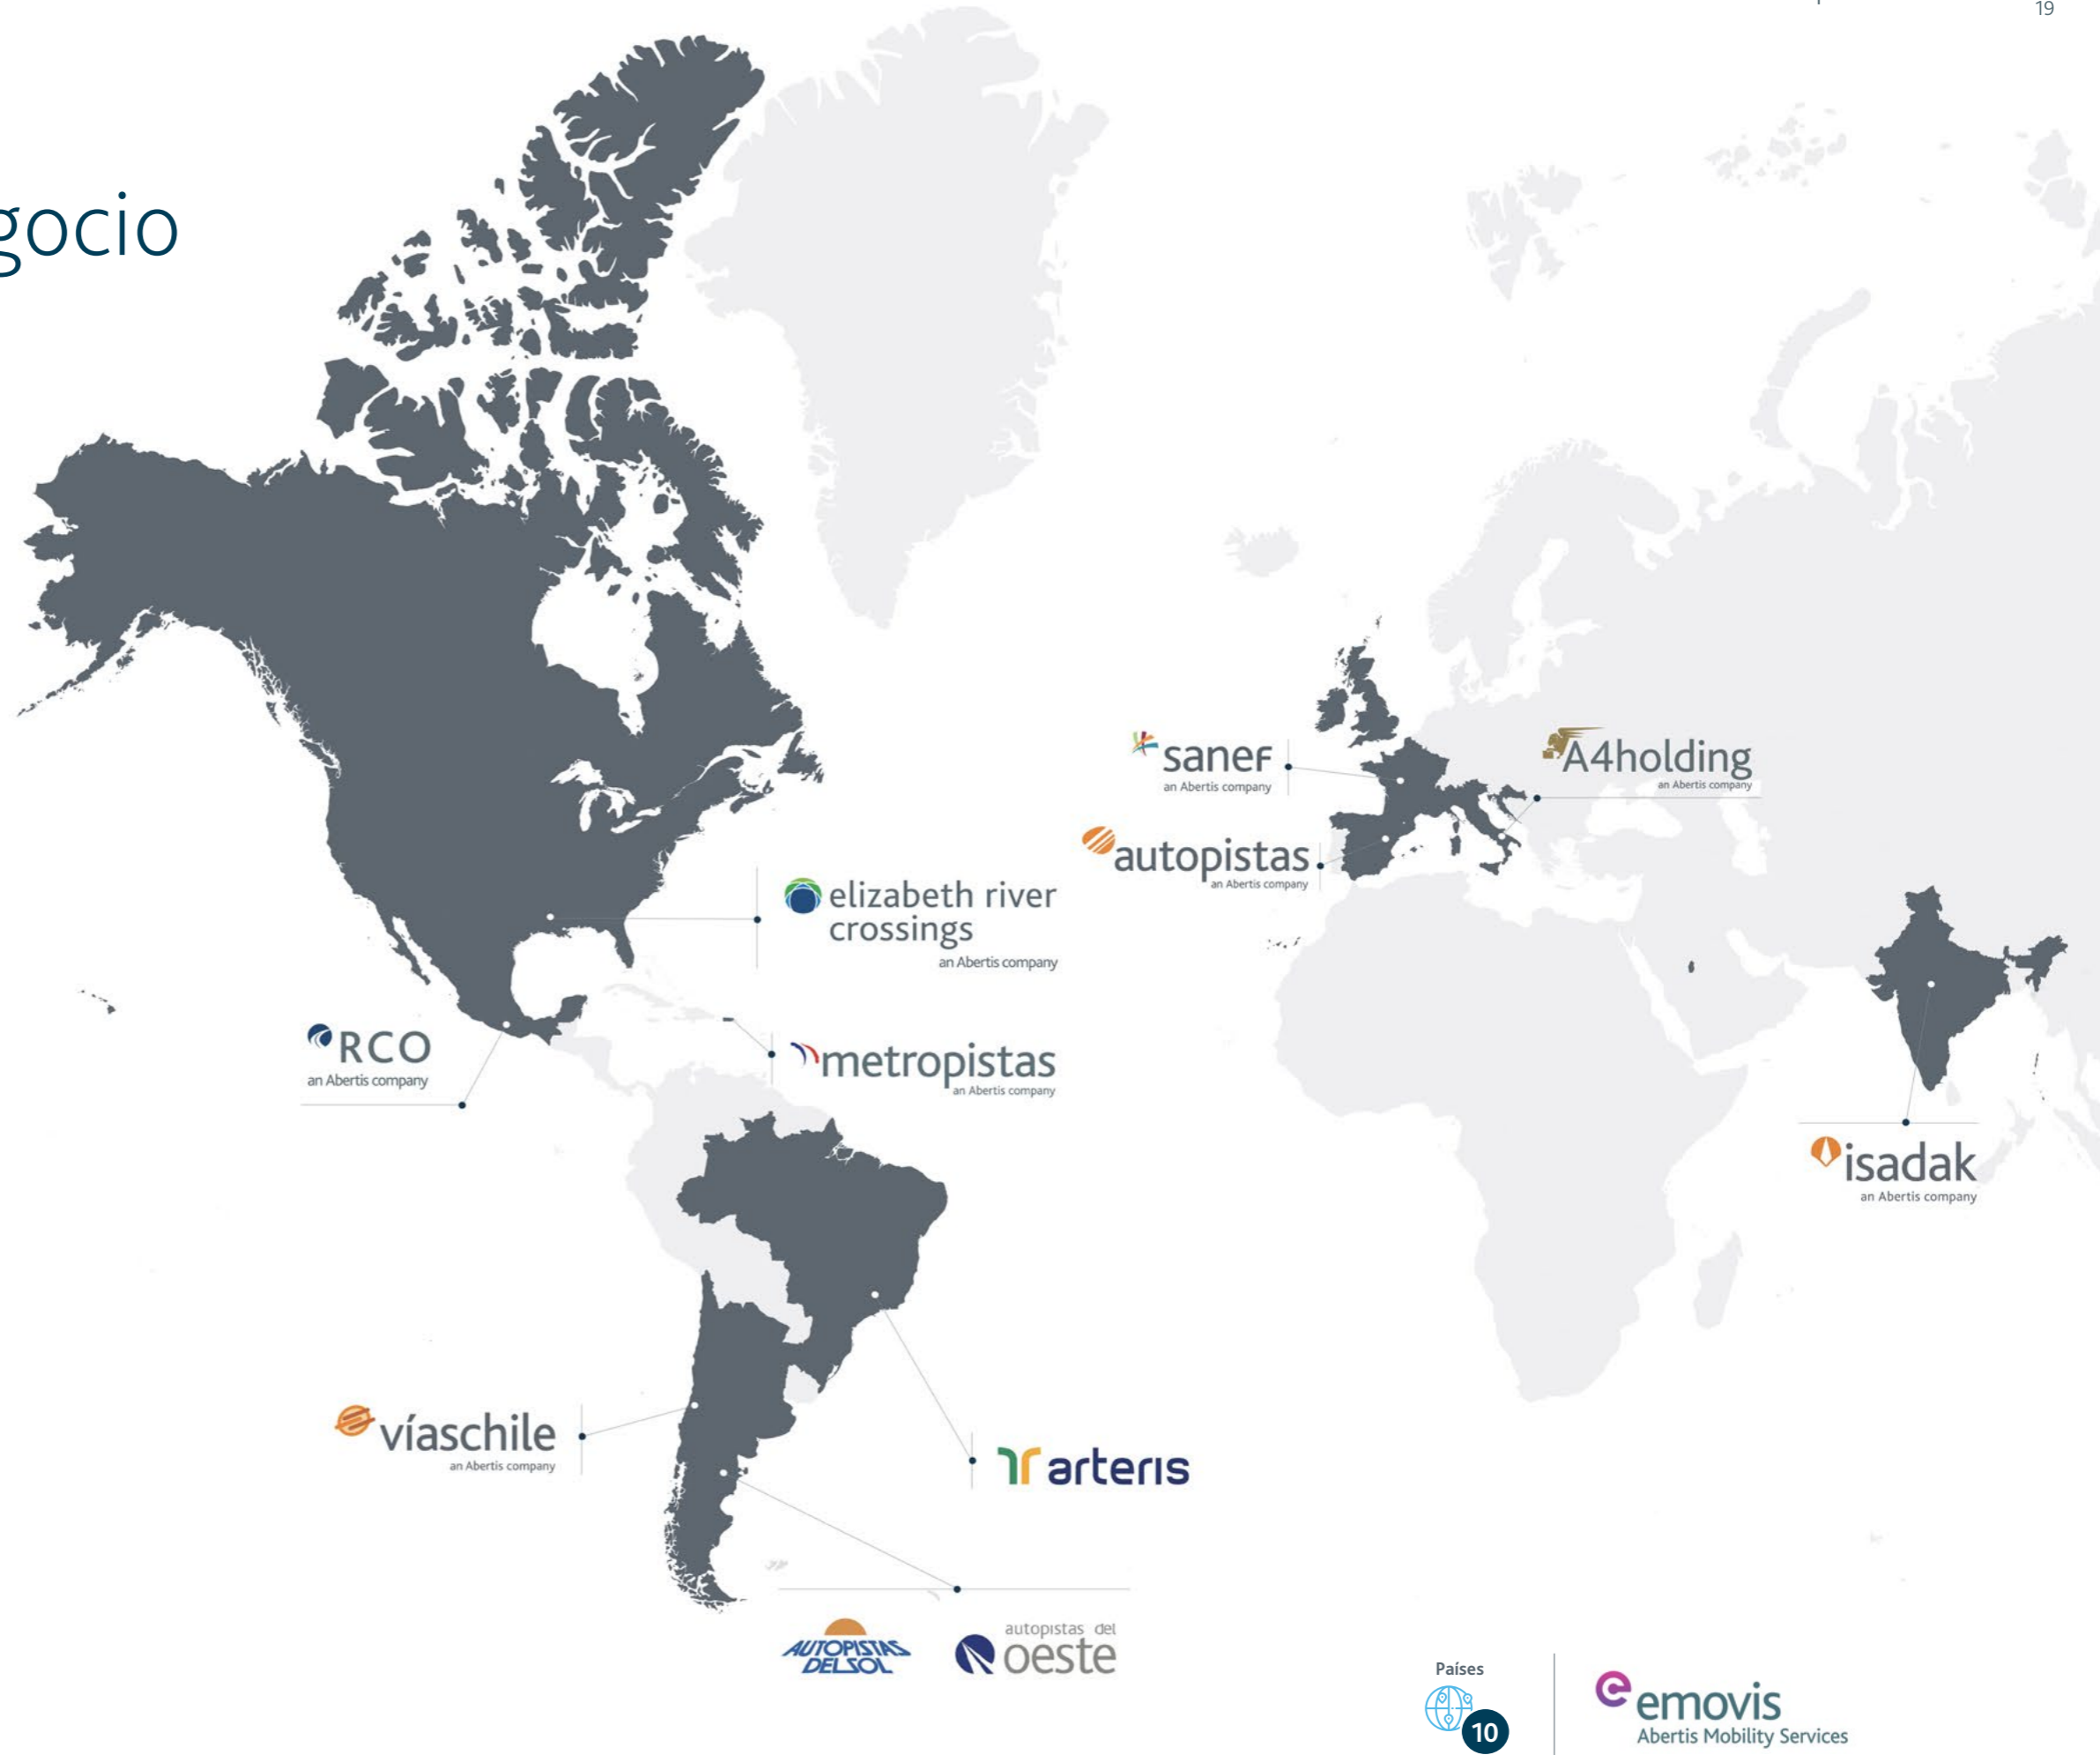 19
gocio
sanef
an Abertis company
A4holding
an Abertis company
autopistas
an Abertis company
elizabeth river
crossings
an Abertis company
RCO
an Abertis company
metropistas
an Abertis company
isadak
an Abertis company
víaschile
an Abertis company
arteris
AUTOPISTAS
DEL SOL
autopistas del
oeste
Países
10
emovis
Abertis Mobility Services